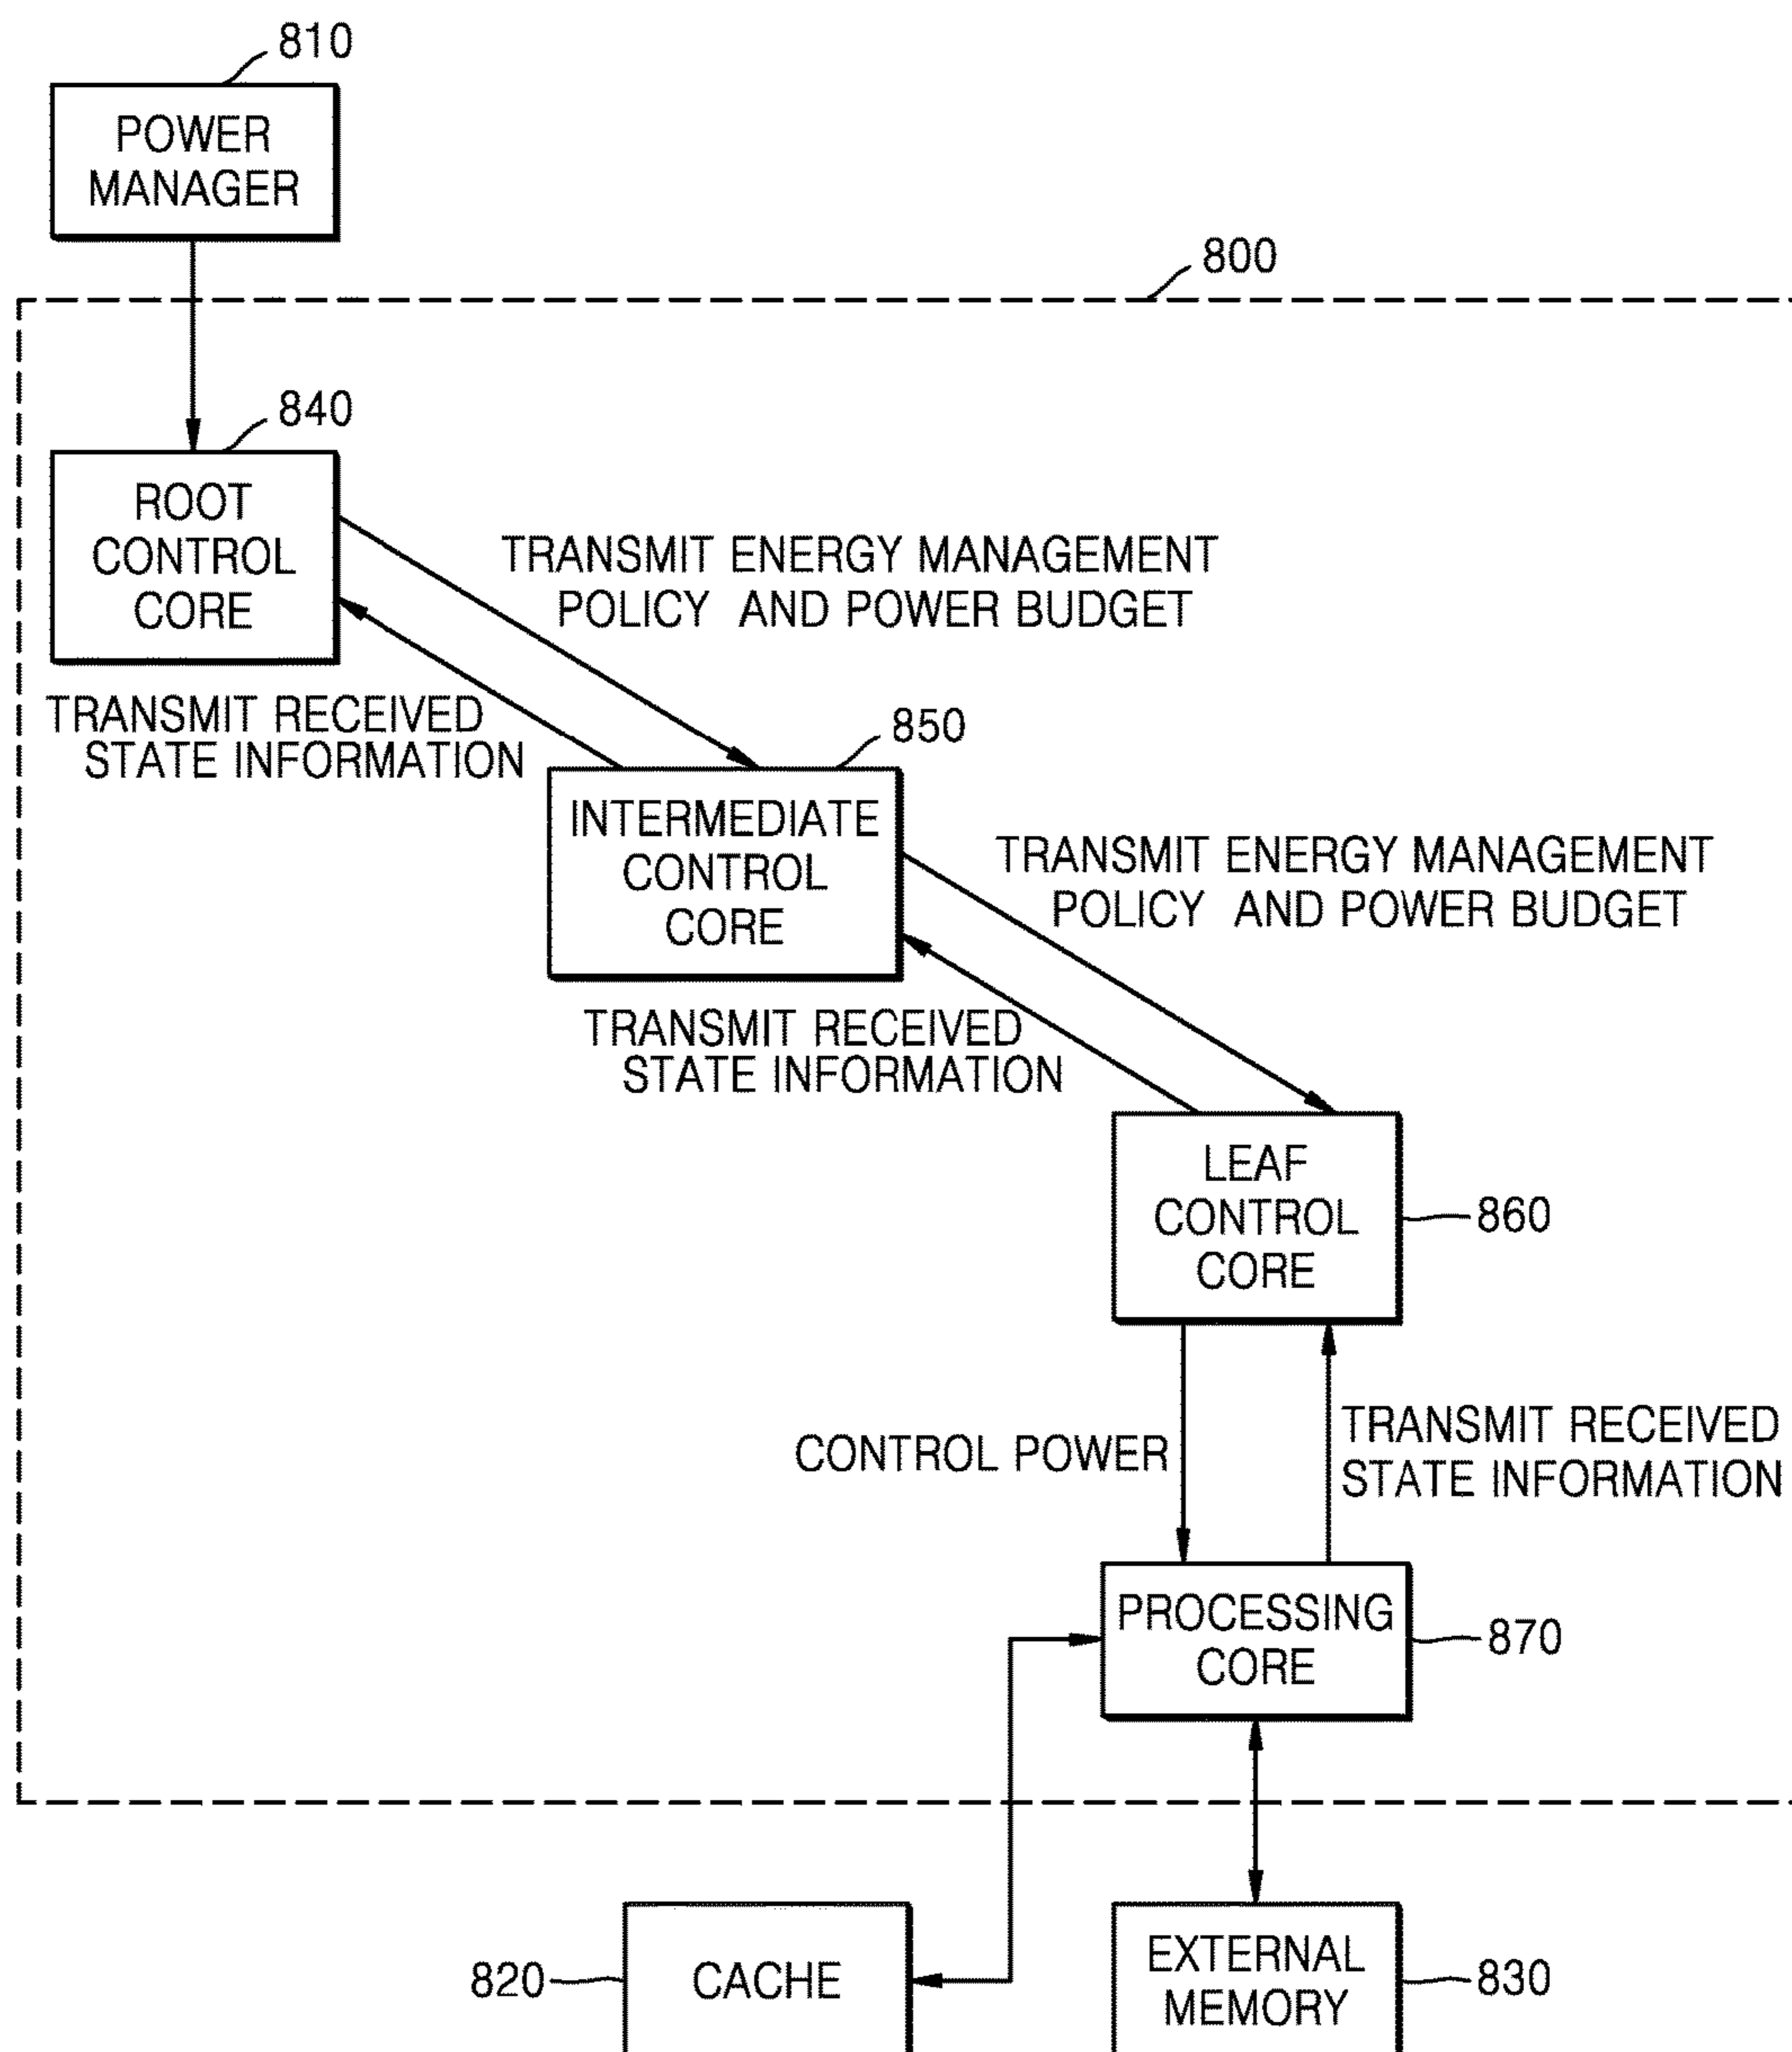 810
POWER
MANAGER
800
840
ROOT
CONTROL
CORE
TRANSMIT ENERGY MANAGEMENT
POLICY AND POWER BUDGET
TRANSMIT RECEIVED
STATE INFORMATION
850
INTERMEDIATE
CONTROL
CORE
TRANSMIT ENERGY MANAGEMENT
POLICY AND POWER BUDGET
TRANSMIT RECEIVED
STATE INFORMATION
LEAF
CONTROL
CORE
860
CONTROL POWER
TRANSMIT RECEIVED
STATE INFORMATION
PROCESSING
CORE
870
820
CACHE
EXTERNAL
MEMORY
830